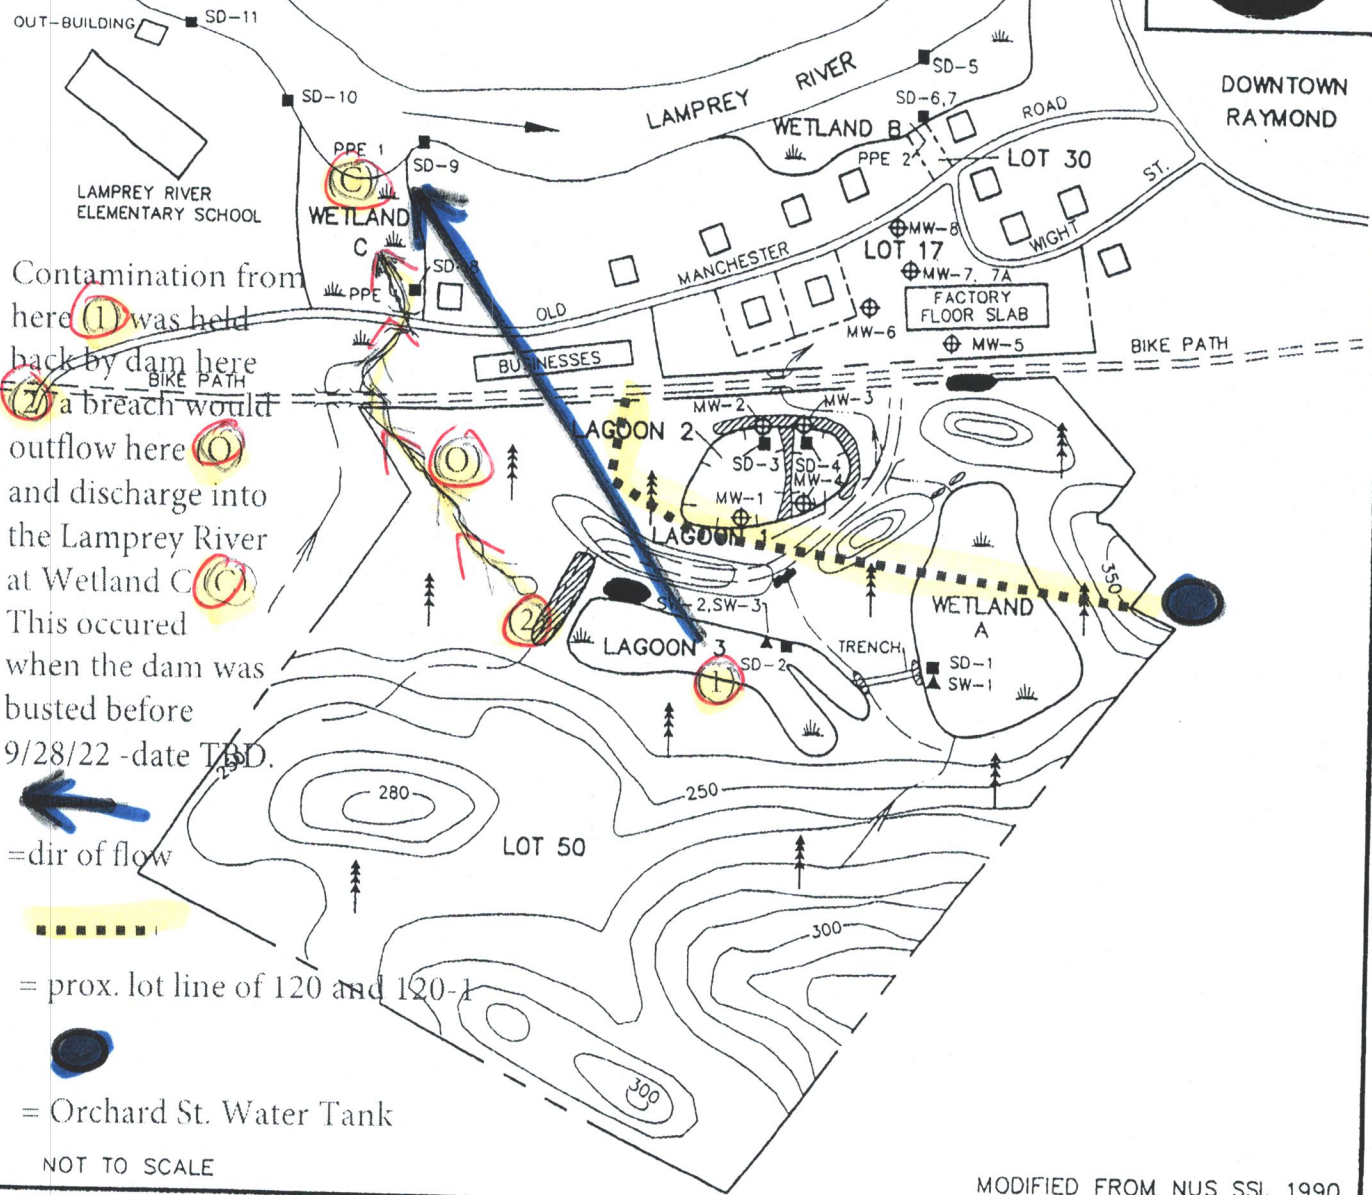 OUT-BUILDING
SD-11
SD-10
LAMPREY RIVER
SD-5
SD-6,7
DOWNTOWN
RAYMOND
ROAD
WETLAND B
PPE 2
LOT 30
PPE 1
SD-9
C
LAMPREY RIVER
ELEMENTARY SCHOOL
WETLAND
C
ST.
WIGHT
MW-8
LOT 17
MANCHESTER
MW-7, 7A
SD-8
PPE
OLD
FACTORY
FLOOR SLAB
MW-6
MW-5
BUSINESSES
BIKE PATH
BIKE PATH
Contamination from
here (1) was held
back by dam here
(2) a breach would
outflow here (O)
and discharge into
the Lamprey River
at Wetland C (C)
This occured
when the dam was
busted before
9/28/22 -date TBD.
MW-2
MW-3
LAGOON 2
SD-3
SD-4
MW-4
MW-1
O
LAGOON 1
350
WETLAND
A
SW-2,SW-3
2
LAGOON 3
SD-2
TRENCH
SD-1
SW-1
1
250
280
LOT 50
300
300
=dir of flow
= prox. lot line of 120 and 120-1
= Orchard St. Water Tank
NOT TO SCALE
MODIFIED FROM NUS SSI, 1990